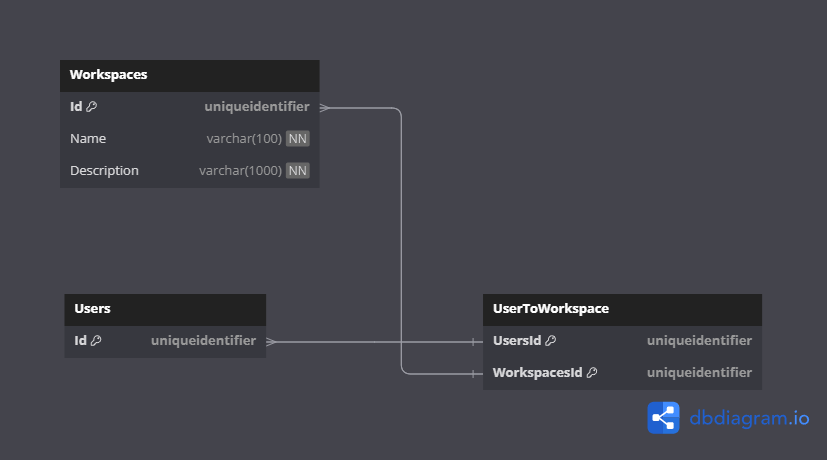 Workspaces
Id uniqueidentifier
Name varchar(100) NN
Description varchar(1000) NN
Users
Id uniqueidentifier
UserToWorkspace
UsersId uniqueidentifier
WorkspacesId uniqueidentifier
dbdiagram.io